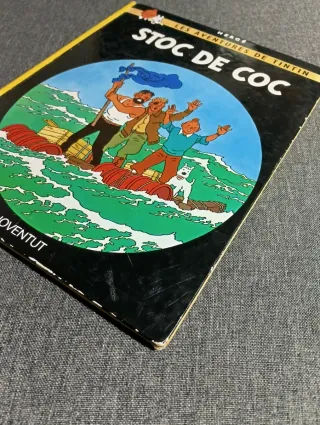 HERGÉ
LES AVENTURES DE TINTIN
STOC DE COC
JOVENTUT